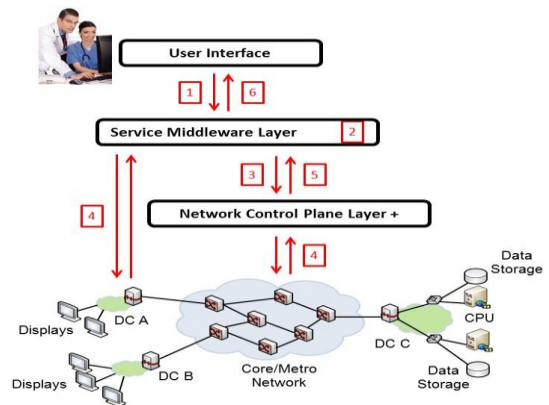 User Interface
1
6
Service Middleware Layer
2
3
5
4
Network Control Plane Layer +
4
Data
Storage
CPU
DC A
Displays
DC C
DC B
Core/Metro
Network
Displays
Data
Storage